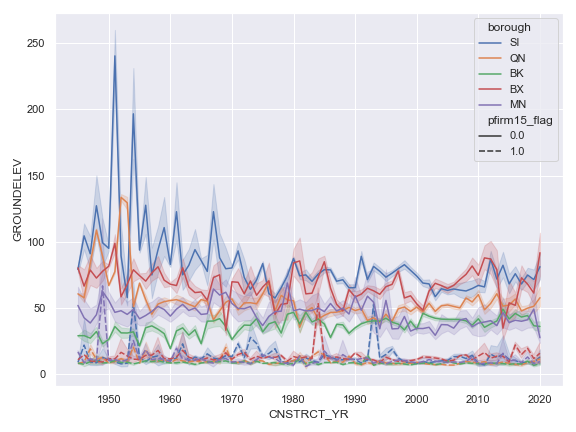 borough
SI
QN
BK
BX
MN
pfirm15_flag
0.0
1.0
GROUNDELEV
250
200
150
100
50
0
1950
1960
1970
1980
1990
2000
2010
2020
CNSTRCT_YR